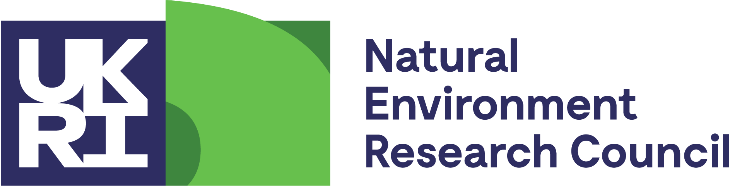 UK
RI
Natural
Environment
Research Council